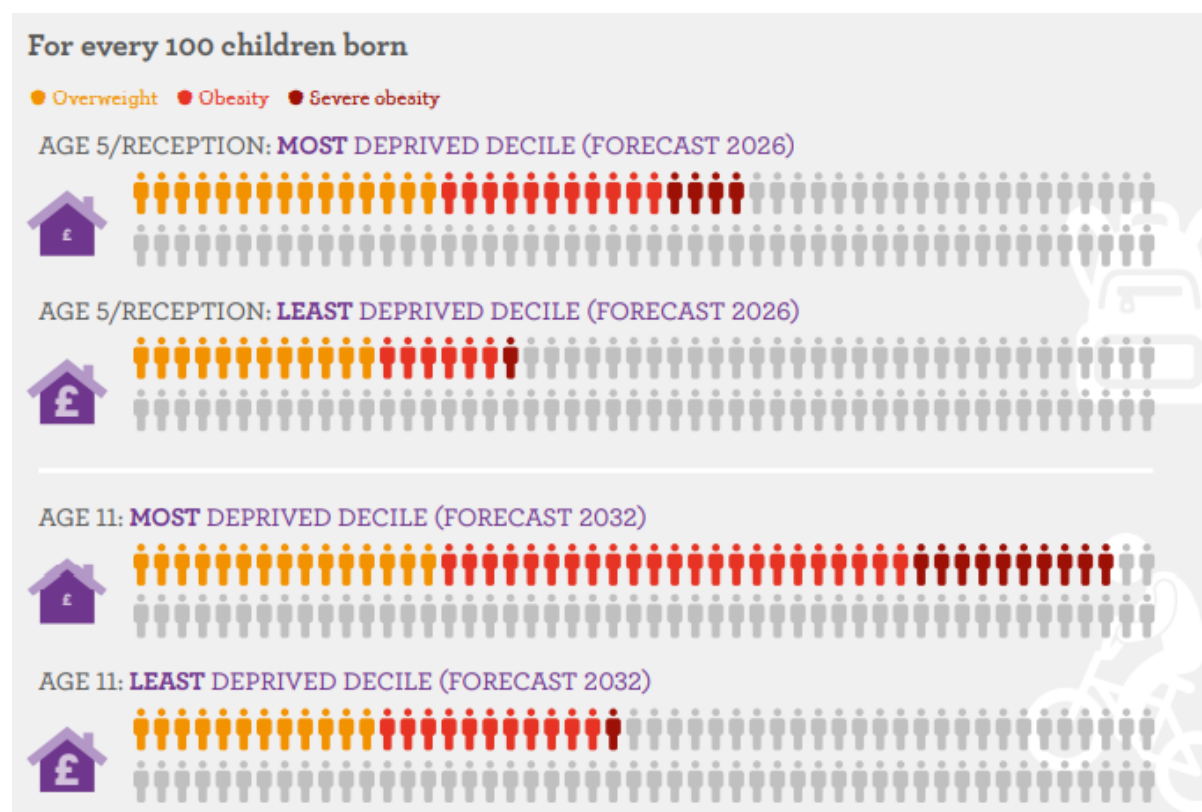 For every 100 children born
Overweight Obesity Severe obesity
AGE 5/RECEPTION: MOST DEPRIVED DECILE (FORECAST 2026)
£
AGE 5/RECEPTION: LEAST DEPRIVED DECILE (FORECAST 2026)
£
AGE 11: MOST DEPRIVED DECILE (FORECAST 2032)
£
AGE 11: LEAST DEPRIVED DECILE (FORECAST 2032)
£